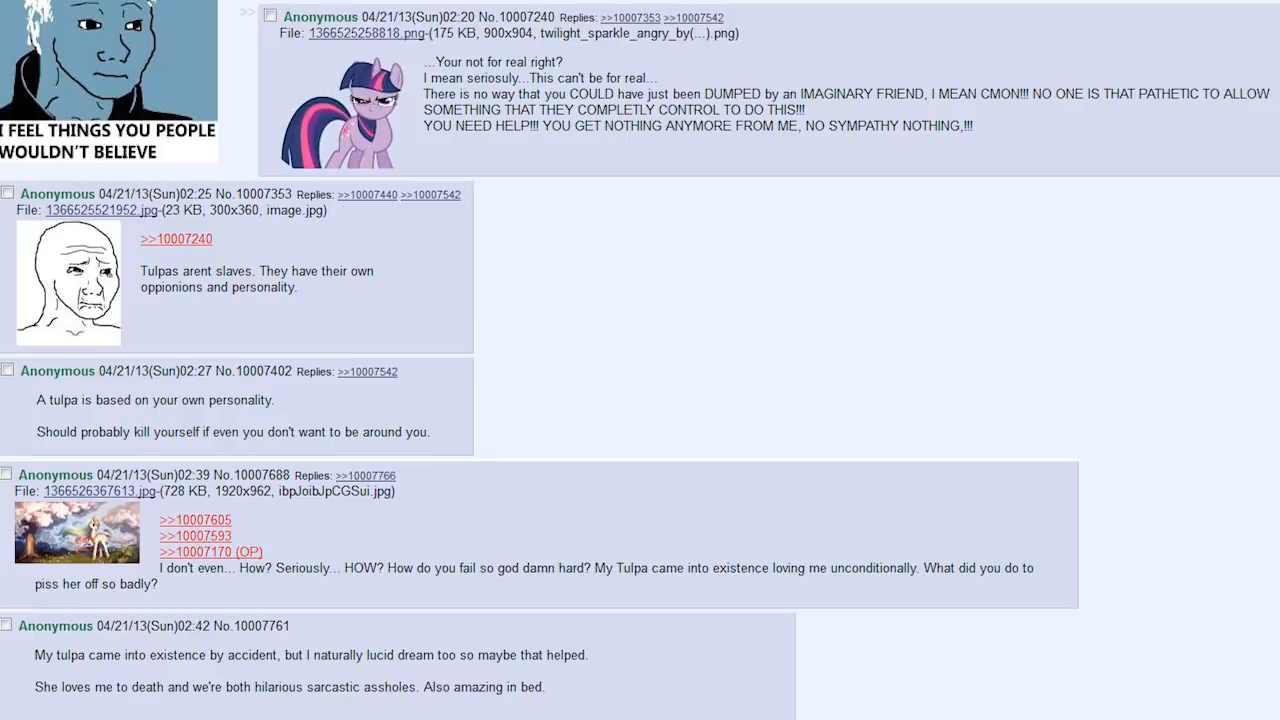 I FEEL THINGS YOU PEOPLE
WOULDN'T BELIEVE
>> Anonymous 04/21/13(Sun)02:20 No.10007240 Replies: >>10007353 >>10007542
File: 1366525258818.png-(175 KB, 900x904, twilight_sparkle_angry_by(...).png)
...Your not for real right?
I mean seriosuly...This can't be for real...
There is no way that you COULD have just been DUMPED by an IMAGINARY FRIEND, I MEAN CMON!!! NO ONE IS THAT PATHETIC TO ALLOW
SOMETHING THAT THEY COMPLETLY CONTROL TO DO THIS!!!
YOU NEED HELP!!! YOU GET NOTHING ANYMORE FROM ME, NO SYMPATHY NOTHING,!!!
Anonymous 04/21/13(Sun)02:25 No.10007353 Replies: >>10007440 >>10007542
File: 1366525521952.jpg-(23 KB, 300x360, image.jpg)
>>10007240
Tulpas arent slaves. They have their own
oppionions and personality.
Anonymous 04/21/13(Sun)02:27 No.10007402 Replies: >>10007542
A tulpa is based on your own personality.
Should probably kill yourself if even you don't want to be around you.
Anonymous 04/21/13(Sun)02:39 No.10007688 Replies: >>10007766
File: 1366526367613.jpg-(728 KB, 1920x962, ibpJoibJpCGSui.jpg)
>>10007605
>>10007593
>>10007170 (OP)
I don't even... How? Seriously... HOW? How do you fail so god damn hard? My Tulpa came into existence loving me unconditionally. What did you do to
piss her off so badly?
Anonymous 04/21/13(Sun)02:42 No.10007761
My tulpa came into existence by accident, but I naturally lucid dream too so maybe that helped.
She loves me to death and we're both hilarious sarcastic assholes. Also amazing in bed.